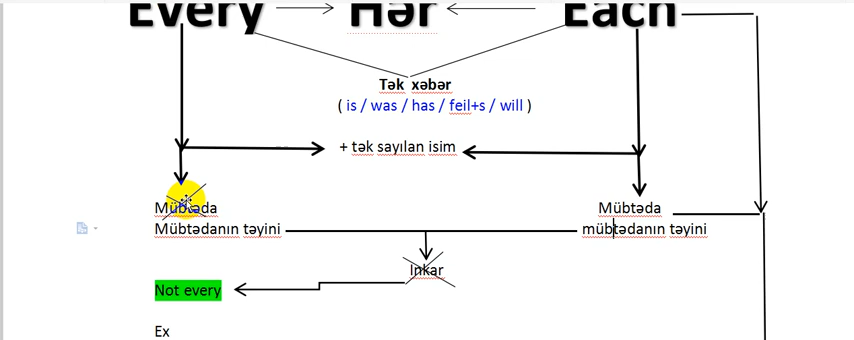 Every Hər Each
Tək xəbər
( is / was / has / feil+s / will )
+ tək sayılan isim
Mübtəda Mübtəda
Mübtədanın təyini mübtədanın təyini
Inkar
Not every
Ex